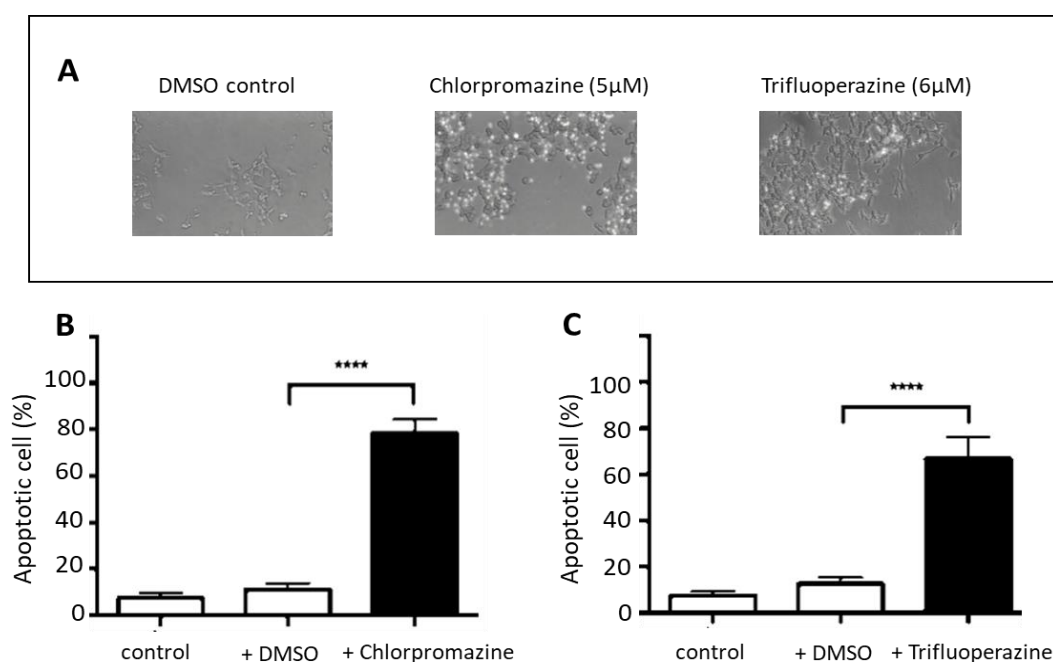 A
DMSO control
Chlorpromazine (5µM)
Trifluoperazine (6µM)
B
Apoptotic cell (%)
100
80
60
40
20
0
****
control
+ DMSO
+ Chlorpromazine
C
Apoptotic cell (%)
100
80
60
40
20
0
****
control
+ DMSO
+ Trifluoperazine